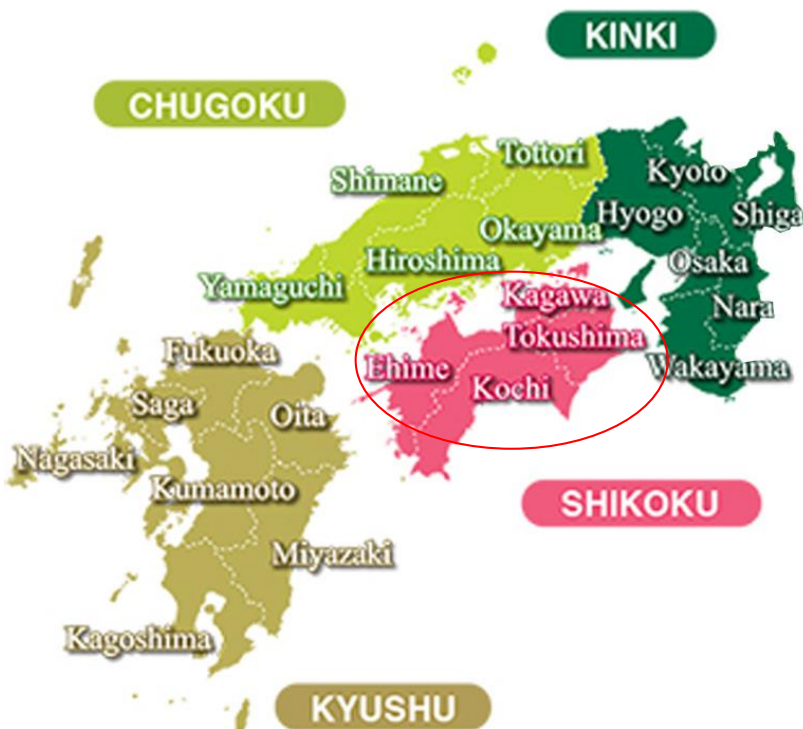 KINKI
CHUGOKU
Tottori
Kyoto
Shimane
Hyogo
Shiga
Okayama
Hiroshima
Osaka
Yamaguchi
Kagawa
Nara
Tokushima
Fukuoka
Ehime
Wakayama
Kochi
Saga
Oita
Nagasaki
Kumamoto
SHIKOKU
Miyazaki
Kagoshima
KYUSHU